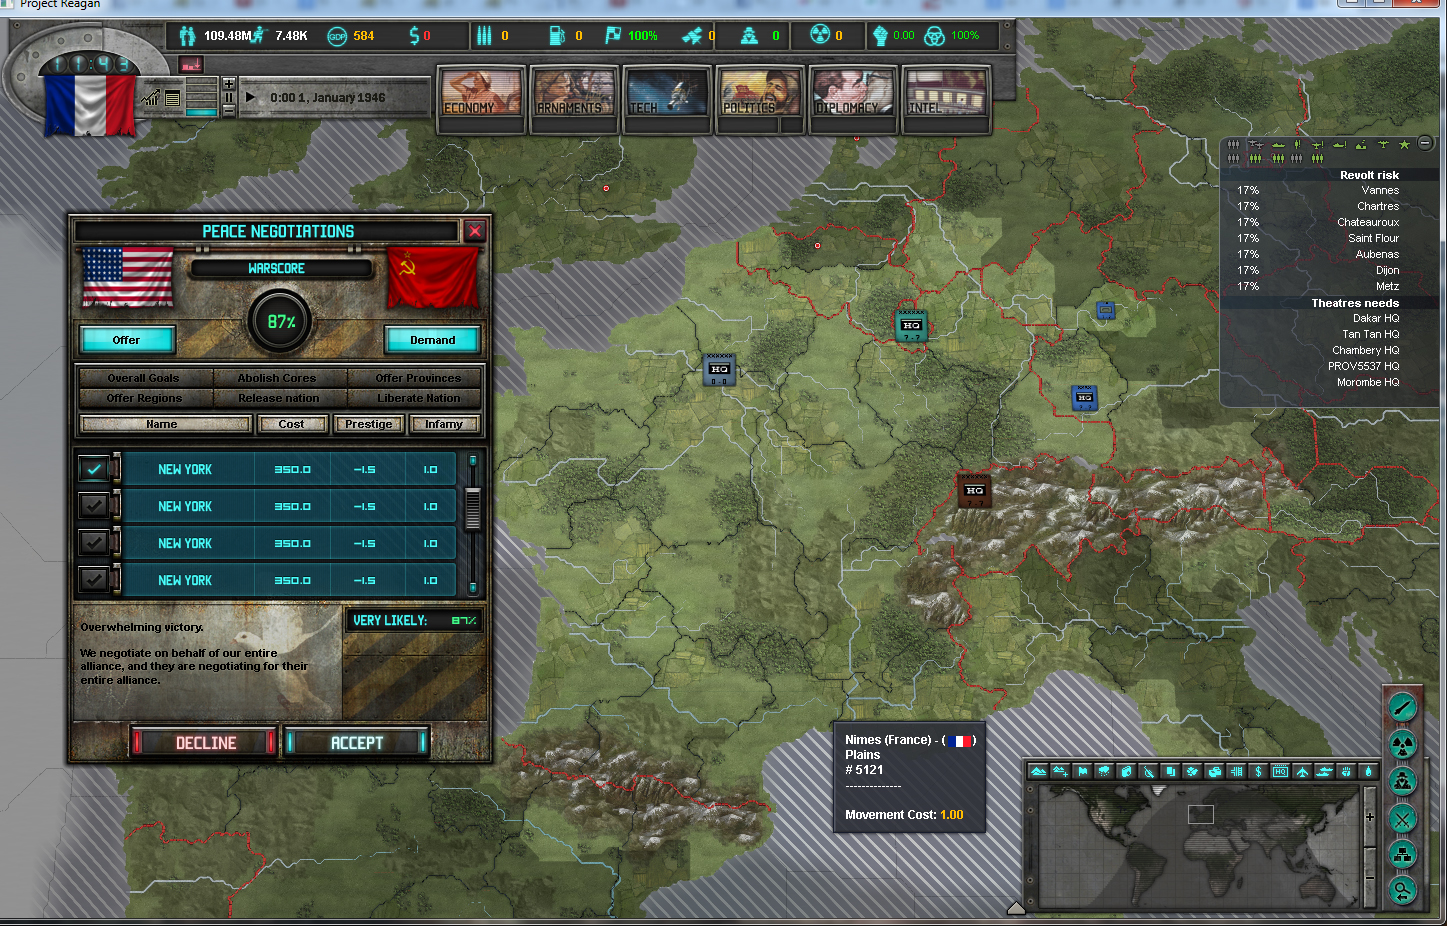 Project Reagan
109.48M 7.48K GDP 584 $ 0 0 0 100% 0 0 0 0.00 100%
11:43
0:00 1, January 1946
ECONOMY
ARNAMENTS
TECH
POLITICS
DIPLOMACY
INTEL
Revolt risk
17% Vannes
17% Chartres
17% Chateauroux
17% Saint Flour
17% Aubenas
17% Dijon
17% Metz
Theatres needs
Dakar HQ
Tan Tan HQ
Chambery HQ
PROV5537 HQ
Morombe HQ
PEACE NEGOTIATIONS
WARSCORE
87%
Offer
Demand
Overall Goals Abolish Cores Offer Provinces
Offer Regions Release nation Liberate Nation
Name Cost Prestige Infamy
NEW YORK 350.0 -1.5 1.0
NEW YORK 350.0 -1.5 1.0
NEW YORK 350.0 -1.5 1.0
NEW YORK 350.0 -1.5 1.0
Overwhelming victory.
We negotiate on behalf of our entire
alliance, and they are negotiating for their
entire alliance.
VERY LIKELY: 87%
DECLINE
ACCEPT
HQ
? - ?
HQ
0 - 0
HQ
HQ
? - ?
Nimes (France) - ( )
Plains
# 5121
-------------
Movement Cost: 1.00
$ HQ